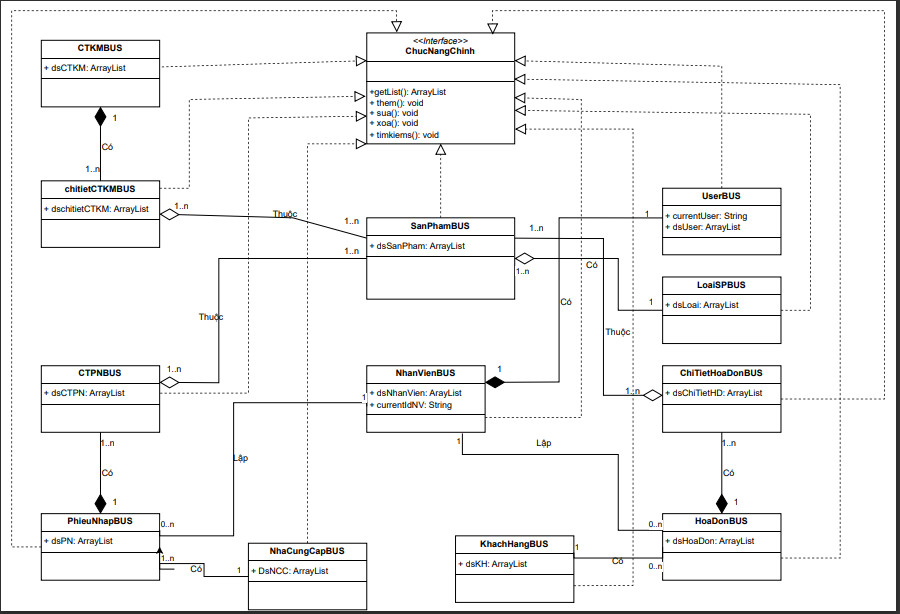 <<Interface>>
ChucNangChinh
+getList(): ArrayList
+ them(): void
+ sua(): void
+ xoa(): void
+ timkiems(): void
CTKMBUS
+ dsCTKM: ArrayList
1
Có
1..n
chitietCTKMBUS
+ dschitietCTKM: ArrayList
1..n
Thuộc
1..n
SanPhamBUS
+ dsSanPham: ArrayList
1..n
1..n
1..n
Có
UserBUS
+ currentUser: String
+ dsUser: ArrayList
1
Có
LoaiSPBUS
+ dsLoai: ArrayList
1
Thuộc
Thuộc
CTPNBUS
+ dsCTPN: ArrayList
1..n
NhanVienBUS
+ dsNhanVien: ArayList
+ currentIdNV: String
1
1
ChiTietHoaDonBUS
+ dsChiTietHD: ArrayList
1..n
1..n
Có
1
Lập
1
Lập
1..n
Có
1
PhieuNhapBUS
+ dsPN: ArrayList
0..n
1..n
Có
1
NhaCungCapBUS
+ DsNCC: ArrayList
KhachHangBUS
+ dsKH: ArrayList
1
Có
0..n
0..n
HoaDonBUS
+ dsHoaDon: ArrayList